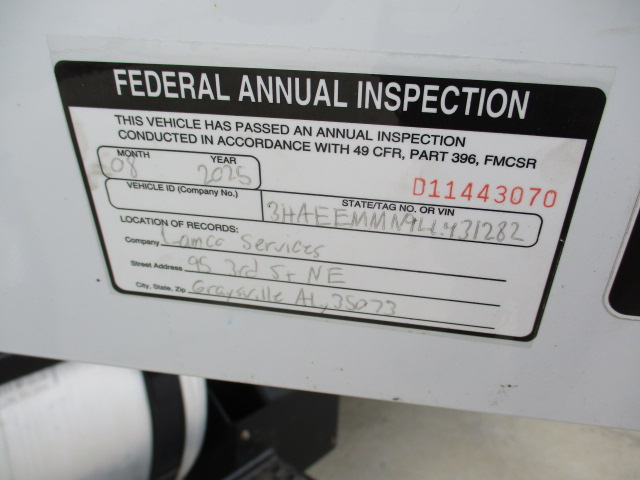 FEDERAL ANNUAL INSPECTION
THIS VEHICLE HAS PASSED AN ANNUAL INSPECTION
CONDUCTED IN ACCORDANCE WITH 49 CFR, PART 396, FMCSR
MONTH YEAR
08 2025
D11443070
VEHICLE ID (Company No.)
STATE/TAG NO. OR VIN
LOCATION OF RECORDS:
Company Lamco Services
Street Address 95 3rd St NE
City, State, Zip Graysville AL, 35073